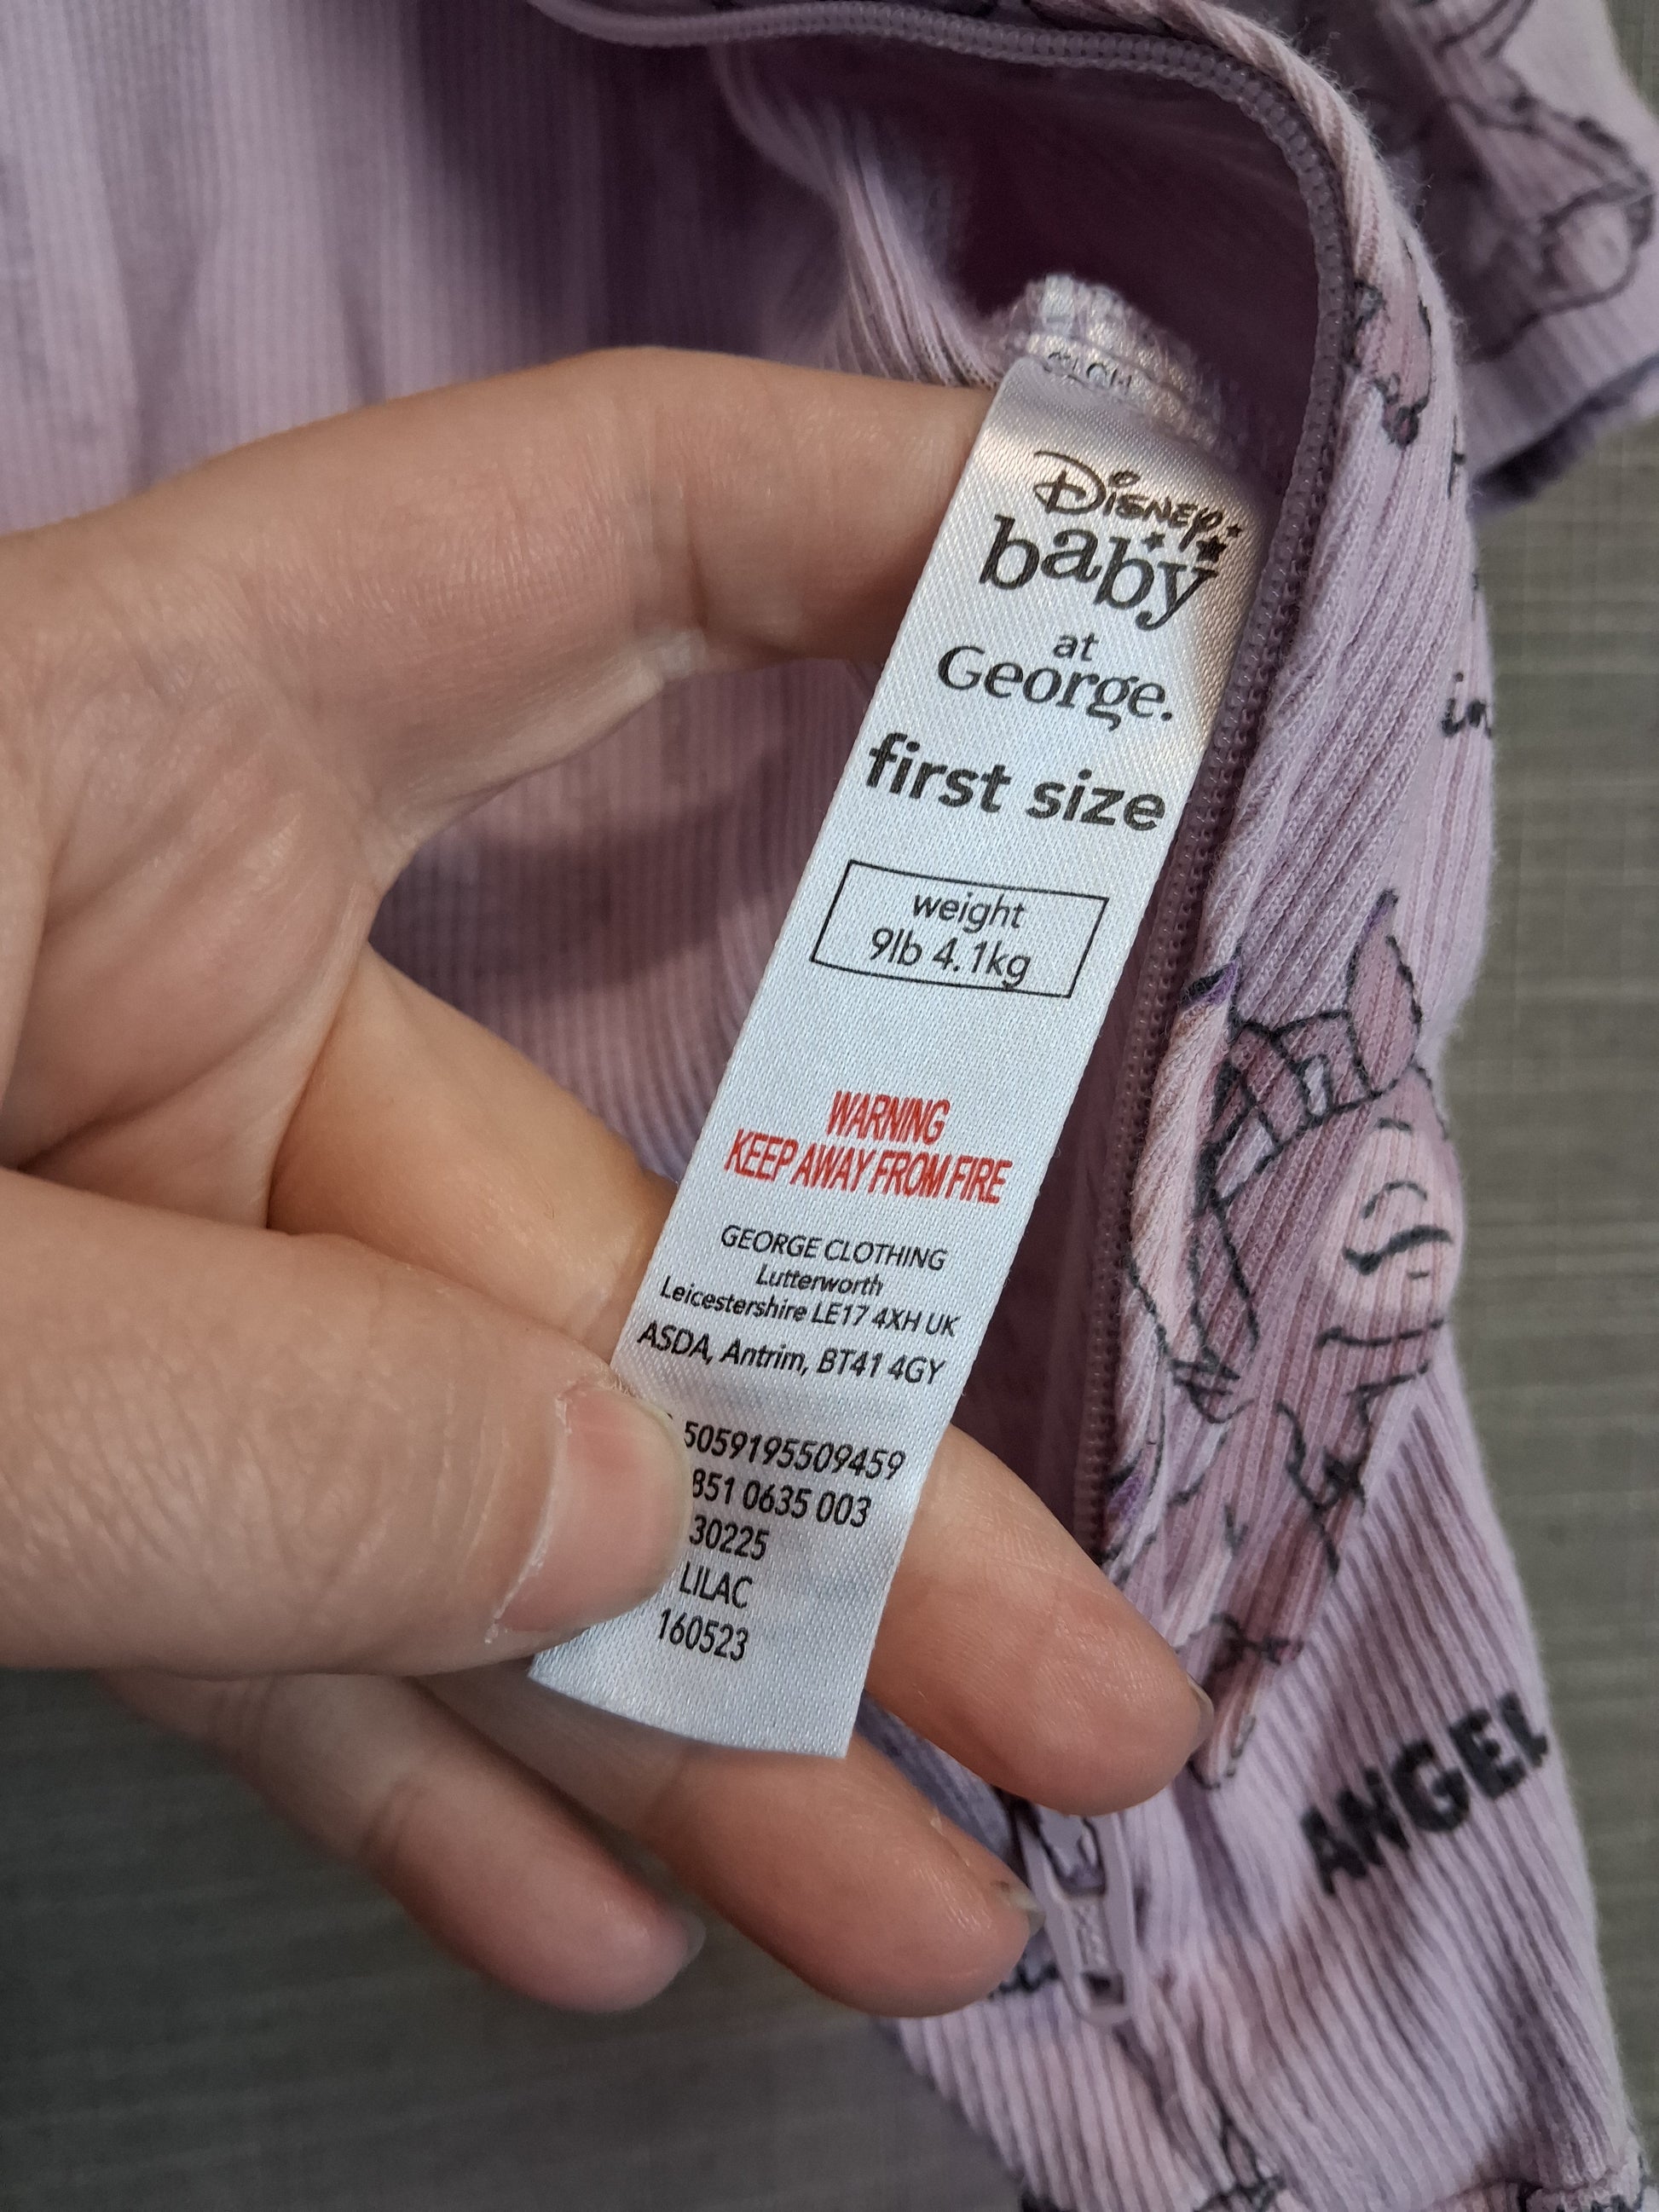 Disney
baby
at
George.
first size
weight
9lb 4.1kg
WARNING
KEEP AWAY FROM FIRE
GEORGE CLOTHING
Lutterworth
Leicestershire LE17 4XH UK
ASDA, Antrim, BT41 4GY
5059195509459
851 0635 003
30225
LILAC
160523
ANGEL